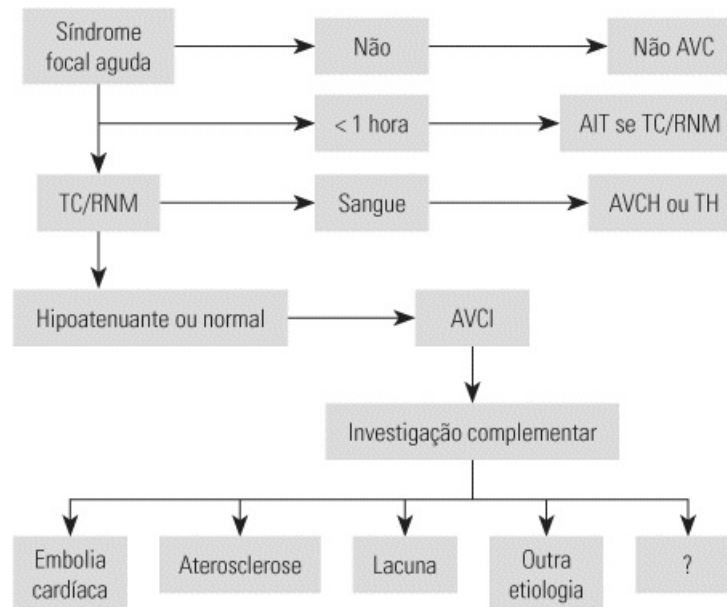 Síndrome
focal aguda
Não
Não AVC
< 1 hora
AIT se TC/RNM
TC/RNM
Sangue
AVCH ou TH
Hipoatenuante ou normal
AVCI
Investigação complementar
Embolia
cardíaca
Aterosclerose
Lacuna
Outra
etiologia
?